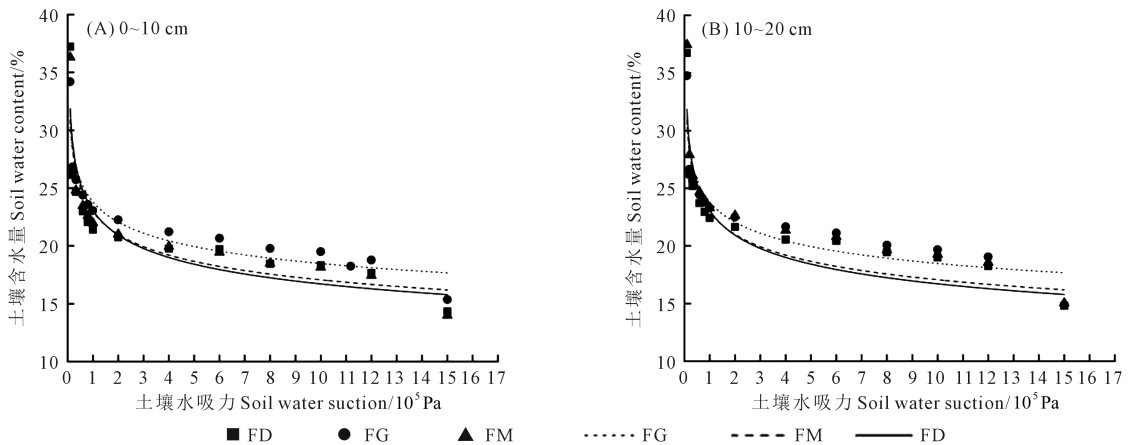 (A) 0~10 cm
土壤含水量 Soil water content/%
40
35
30
25
20
15
10
0 1 2 3 4 5 6 7 8 9 10 11 12 13 14 15 16 17
土壤水吸力 Soil water suction/10⁵Pa
(B) 10~20 cm
土壤含水量 Soil water content/%
40
35
30
25
20
15
10
0 1 2 3 4 5 6 7 8 9 10 11 12 13 14 15 16 17
土壤水吸力 Soil water suction/10⁵Pa
FD FG FM FG FM FD